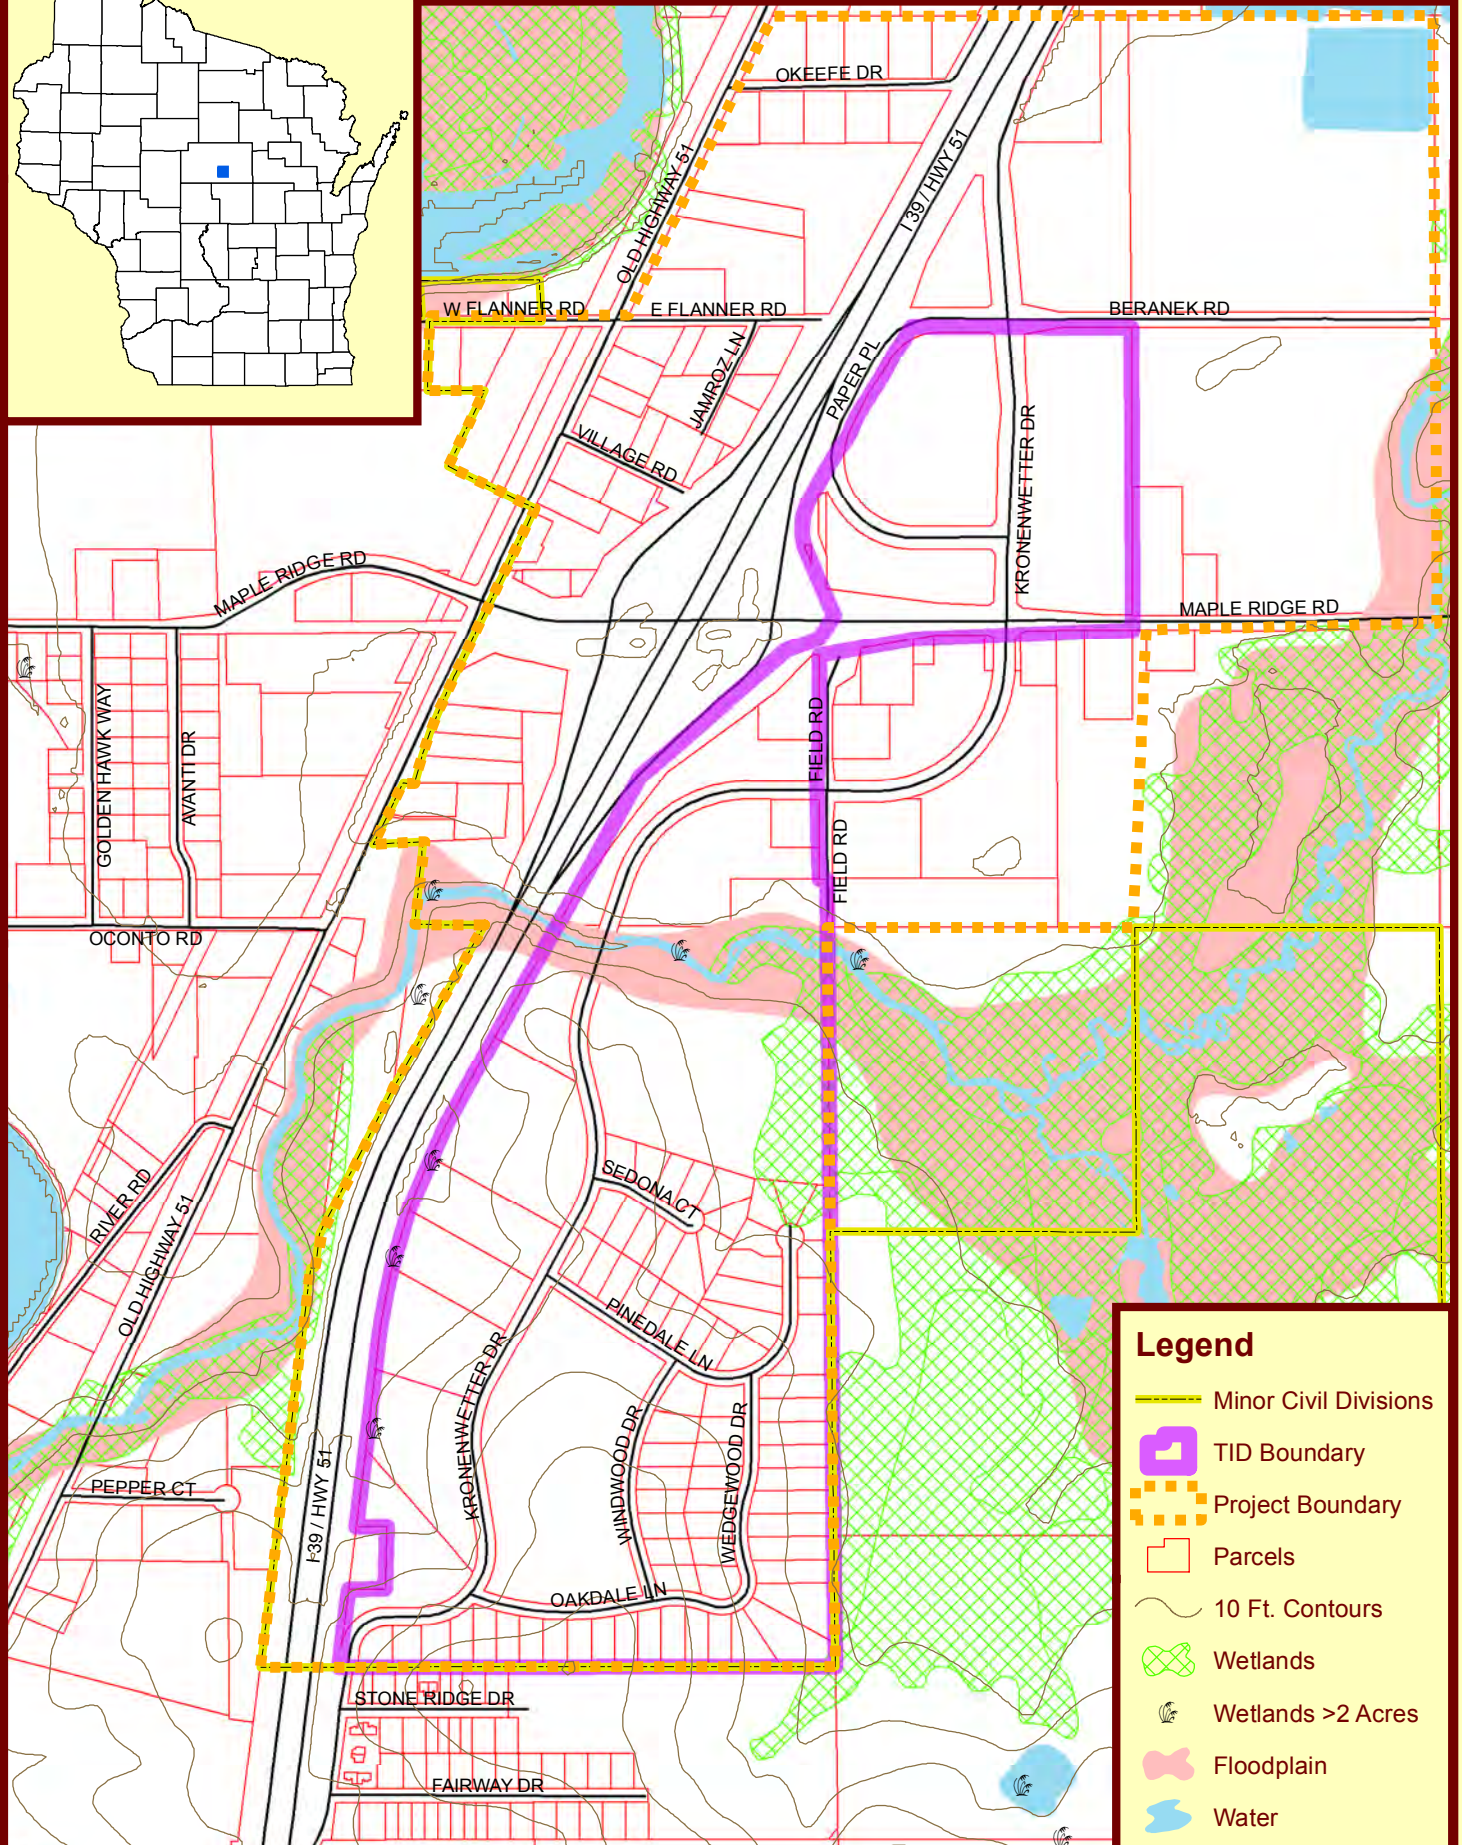 OKEEFE DR
I 39 / HWY 51
OLD HIGHWAY 51
W FLANNER RD
E FLANNER RD
BERANEK RD
JAMROZ LN
PAPER PL
VILLAGE RD
KRONENWETTER DR
MAPLE RIDGE RD
MAPLE RIDGE RD
GOLDEN HAWK WAY
AVANTI DR
FIELD RD
FIELD RD
OCONTO RD
RIVER RD
OLD HIGHWAY 51
SEDONA CT
PINEDALE LN
KRONENWETTER DR
WINDWOOD DR
WEDGEWOOD DR
I-39 / HWY 51
PEPPER CT
OAKDALE LN
STONE RIDGE DR
FAIRWAY DR
Legend
Minor Civil Divisions
TID Boundary
Project Boundary
Parcels
10 Ft. Contours
Wetlands
Wetlands >2 Acres
Floodplain
Water